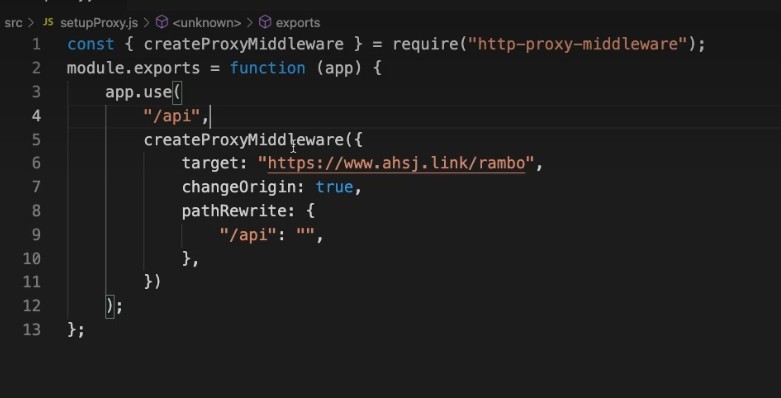 src > JS setupProxy.js > <unknown> > exports
1 const { createProxyMiddleware } = require("http-proxy-middleware");
2 module.exports = function (app) {
3 app.use(
4 "/api",
5 createProxyMiddleware({
6 target: "https://www.ahsj.link/rambo",
7 changeOrigin: true,
8 pathRewrite: {
9 "/api": "",
10 },
11 })
12 );
13 };